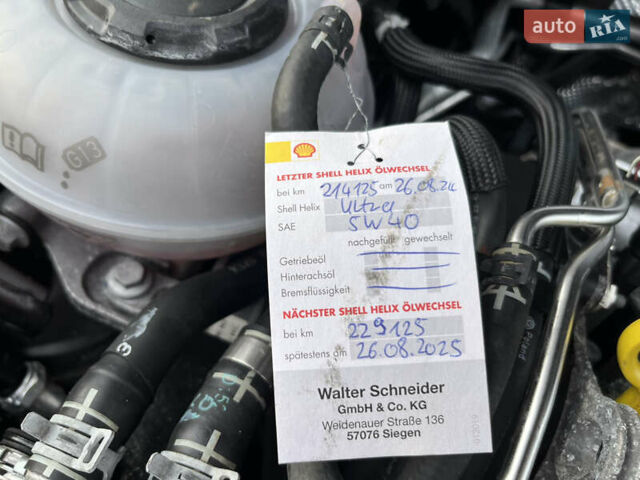 auto RIA
G13
LETZTER SHELL HELIX ÖLWECHSEL
bei km 214125 am 26.08.24
Shell Helix Ultra
SAE 5W40
nachgefüllt gewechselt
Getriebeöl
Hinterachsöl
Bremsflüssigkeit
NÄCHSTER SHELL HELIX ÖLWECHSEL
bei km 229125
spätestens am 26.08.2025
Walter Schneider
GmbH & Co. KG
Weidenauer Straße 136
57076 Siegen
Poland